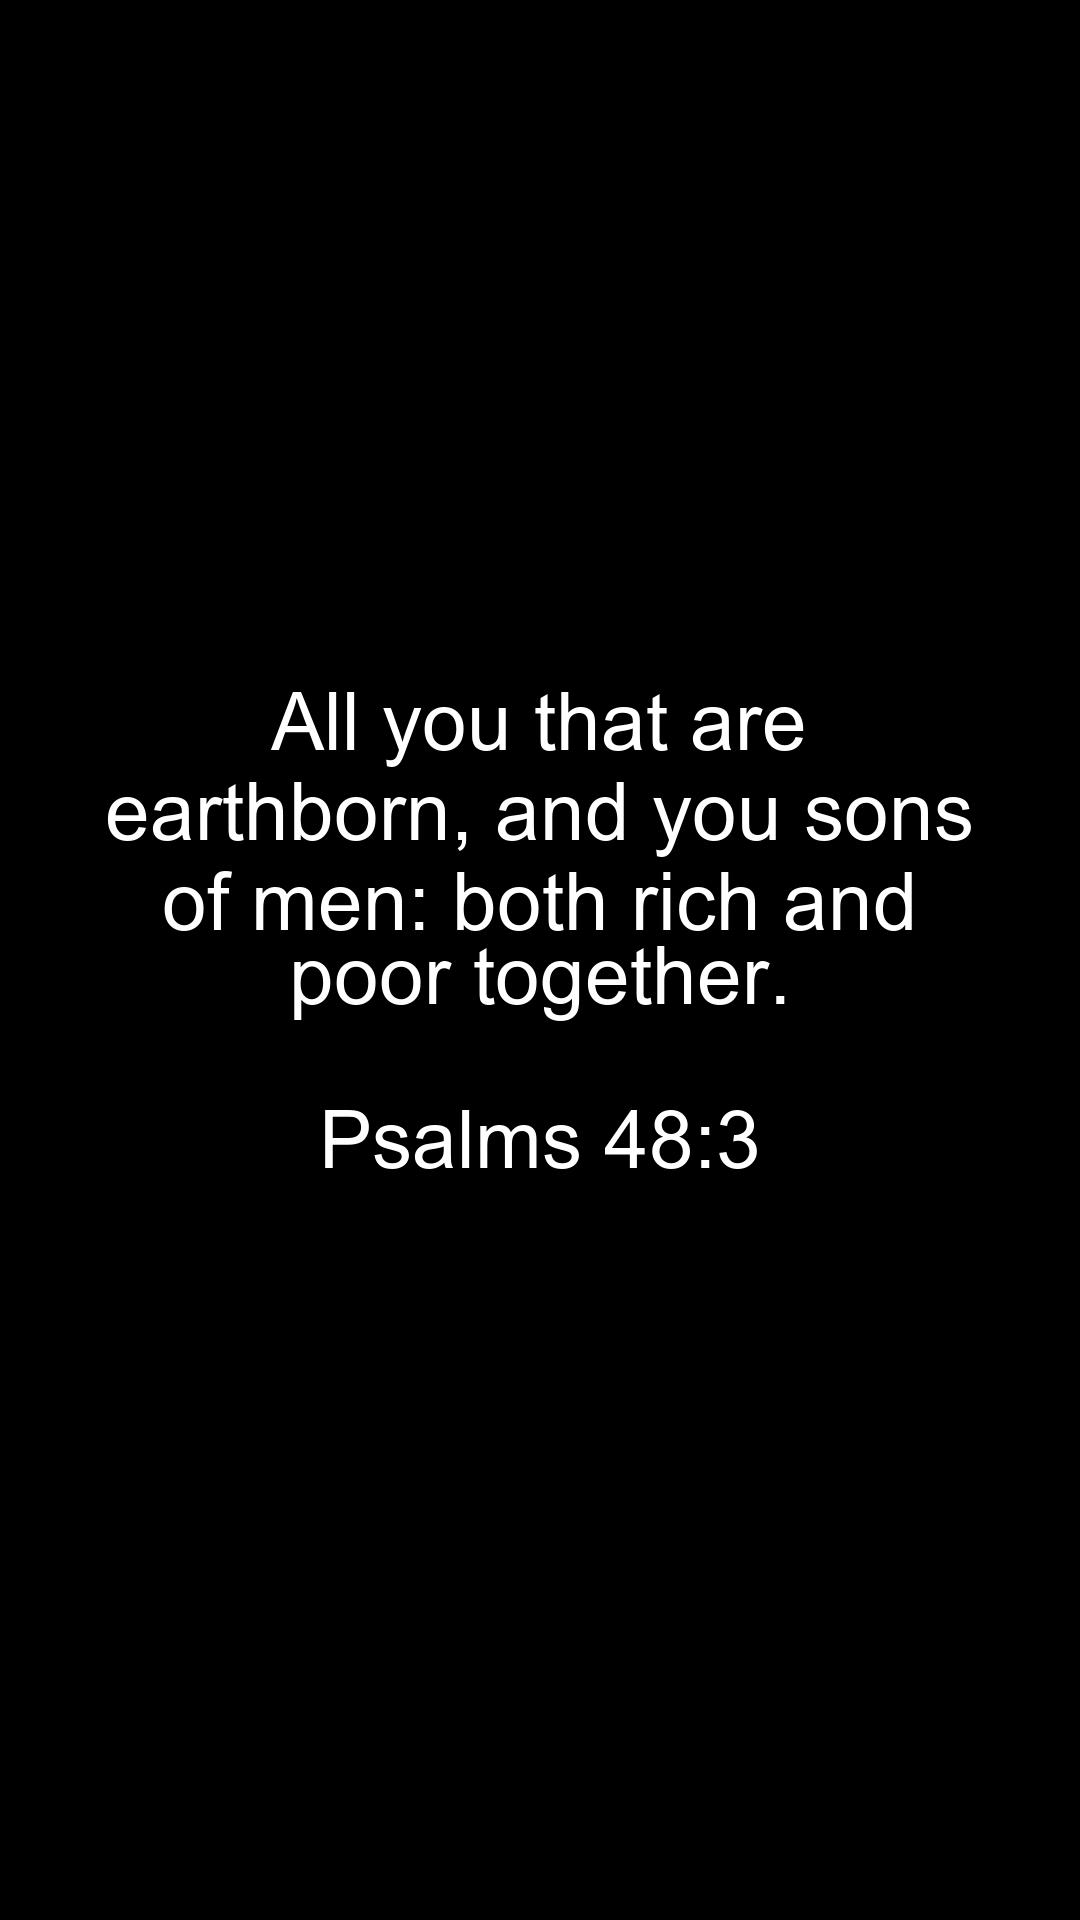 All you that are
earthborn, and you sons
of men: both rich and
poor together.
Psalms 48:3